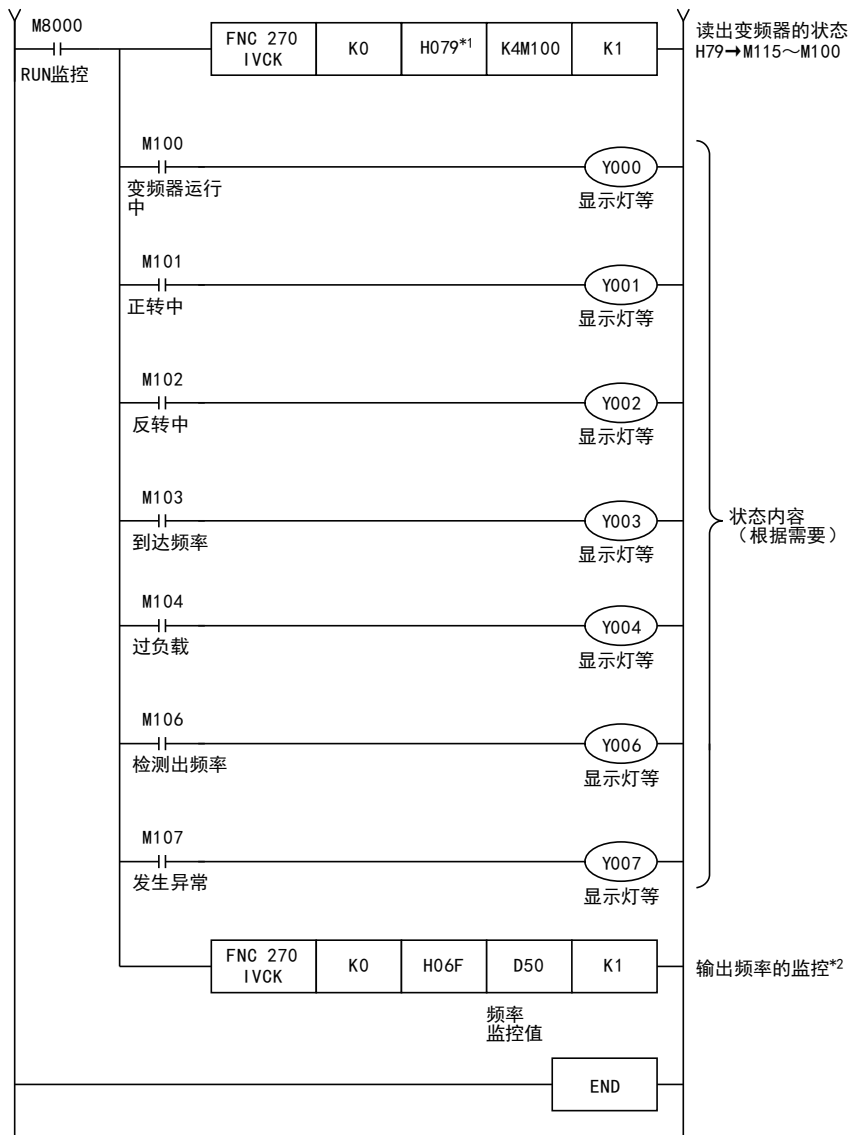 M8000
RUN监控
FNC 270
IVCK
K0
H079*1
K4M100
K1
读出变频器的状态
H79→M115～M100
M100
变频器运行
中
Y000
显示灯等
M101
正转中
Y001
显示灯等
M102
反转中
Y002
显示灯等
M103
到达频率
Y003
显示灯等
状态内容
（根据需要）
M104
过负载
Y004
显示灯等
M106
检测出频率
Y006
显示灯等
M107
发生异常
Y007
显示灯等
FNC 270
IVCK
K0
H06F
D50
K1
输出频率的监控*2
频率
监控值
END